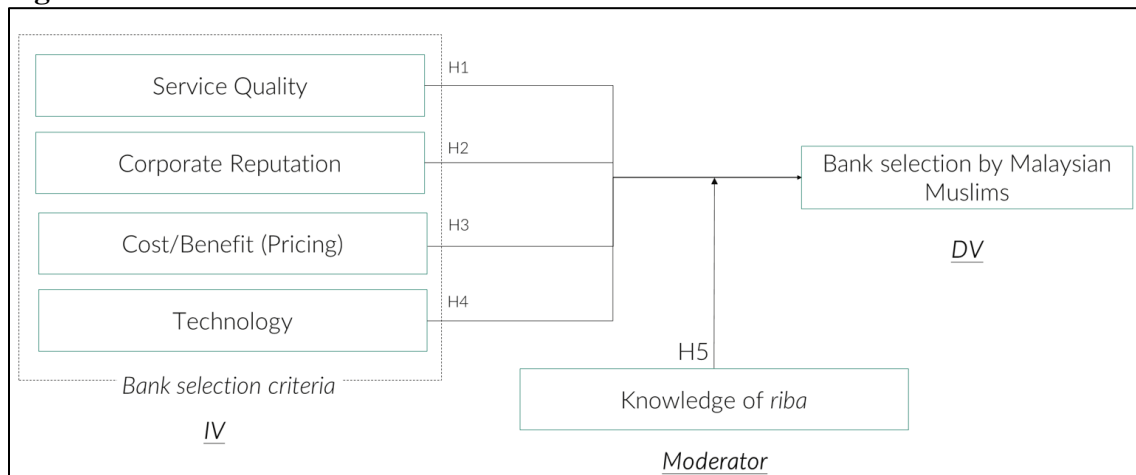 Service Quality
H1
Corporate Reputation
H2
Cost/Benefit (Pricing)
H3
Technology
H4
Bank selection criteria
IV
Bank selection by Malaysian
Muslims
DV
H5
Knowledge of riba
Moderator